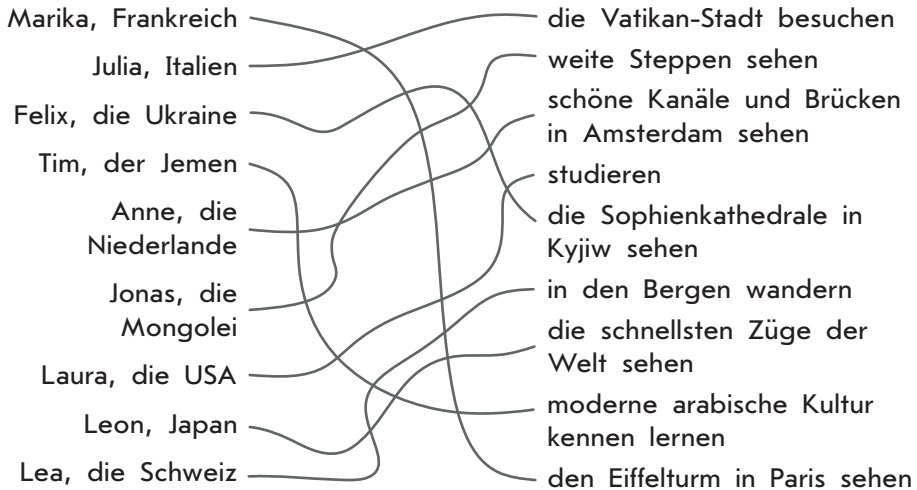 Marika, Frankreich
Julia, Italien
Felix, die Ukraine
Tim, der Jemen
Anne, die
Niederlande
Jonas, die
Mongolei
Laura, die USA
Leon, Japan
Lea, die Schweiz
die Vatikan-Stadt besuchen
weite Steppen sehen
schöne Kanäle und Brücken
in Amsterdam sehen
studieren
die Sophienkathedrale in
Kyjiw sehen
in den Bergen wandern
die schnellsten Züge der
Welt sehen
moderne arabische Kultur
kennen lernen
den Eiffelturm in Paris sehen